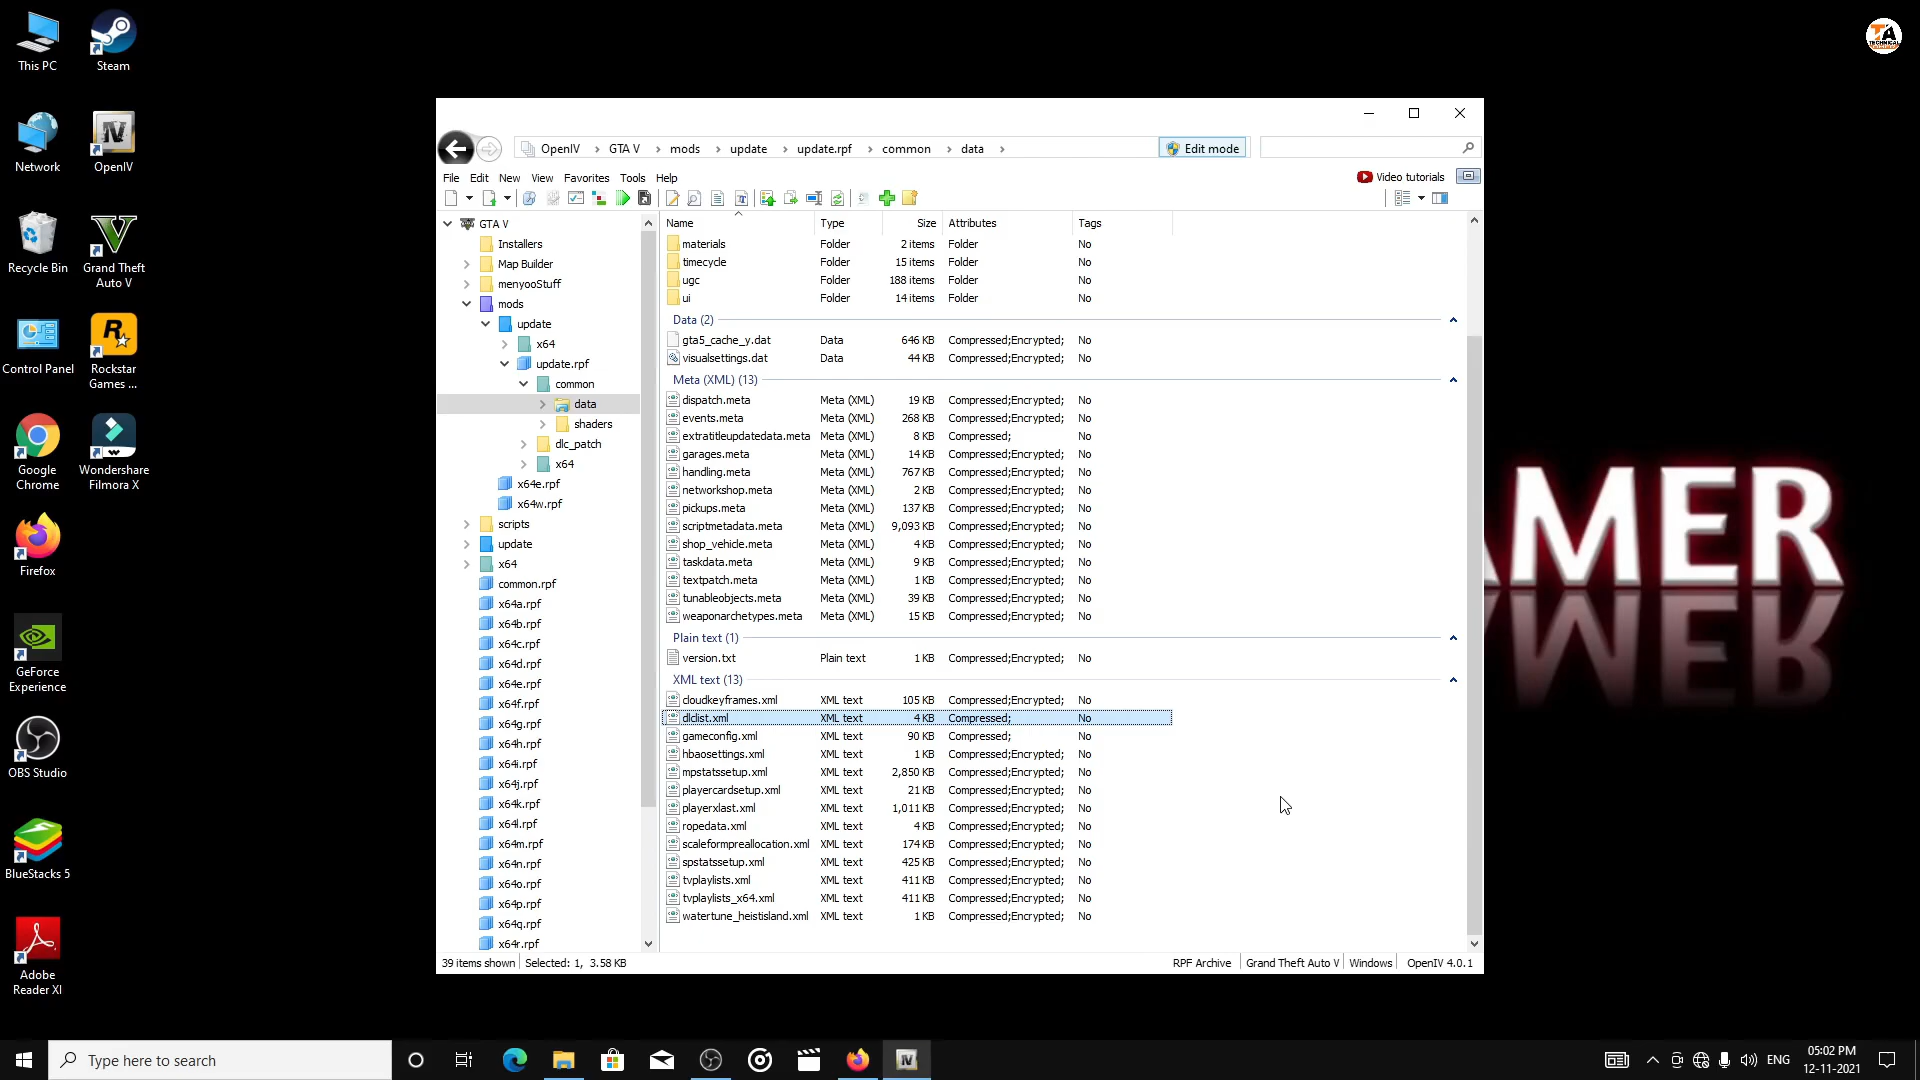 This PC
Steam
Network
OpenIV
Recycle Bin
Grand Theft
Auto V
Control Panel
Rockstar
Games ...
Google
Chrome
Wondershare
Filmora X
Firefox
GeForce
Experience
OBS Studio
BlueStacks 5
Adobe
Reader XI
TA
TECHNICAL
AMER
OpenIV
GTA V
mods
update
update.rpf
common
data
Edit mode
File
Edit
New
View
Favorites
Tools
Help
Video tutorials
GTA V
Installers
Map Builder
menyooStuff
mods
update
x64
update.rpf
common
data
shaders
dlc_patch
x64
x64e.rpf
x64w.rpf
scripts
update
x64
common.rpf
x64a.rpf
x64b.rpf
x64c.rpf
x64d.rpf
x64e.rpf
x64f.rpf
x64g.rpf
x64h.rpf
x64i.rpf
x64j.rpf
x64k.rpf
x64l.rpf
x64m.rpf
x64n.rpf
x64o.rpf
x64p.rpf
x64q.rpf
x64r.rpf
Name Type Size Attributes Tags
materials Folder 2 items Folder No
timecycle Folder 15 items Folder No
ugc Folder 188 items Folder No
ui Folder 14 items Folder No
Data (2)
gta5_cache_y.dat Data 646 KB Compressed;Encrypted; No
visualsettings.dat Data 44 KB Compressed;Encrypted; No
Meta (XML) (13)
dispatch.meta Meta (XML) 19 KB Compressed;Encrypted; No
events.meta Meta (XML) 268 KB Compressed;Encrypted; No
extratitleupdatedata.meta Meta (XML) 8 KB Compressed; No
garages.meta Meta (XML) 14 KB Compressed;Encrypted; No
handling.meta Meta (XML) 767 KB Compressed;Encrypted; No
networkshop.meta Meta (XML) 2 KB Compressed;Encrypted; No
pickups.meta Meta (XML) 137 KB Compressed;Encrypted; No
scriptmetadata.meta Meta (XML) 9,093 KB Compressed;Encrypted; No
shop_vehicle.meta Meta (XML) 4 KB Compressed;Encrypted; No
taskdata.meta Meta (XML) 9 KB Compressed;Encrypted; No
textpatch.meta Meta (XML) 1 KB Compressed;Encrypted; No
tunableobjects.meta Meta (XML) 39 KB Compressed;Encrypted; No
weaponarchetypes.meta Meta (XML) 15 KB Compressed;Encrypted; No
Plain text (1)
version.txt Plain text 1 KB Compressed;Encrypted; No
XML text (13)
cloudkeyframes.xml XML text 105 KB Compressed;Encrypted; No
dlclist.xml XML text 4 KB Compressed; No
gameconfig.xml XML text 90 KB Compressed; No
hbaosettings.xml XML text 1 KB Compressed;Encrypted; No
mpstatssetup.xml XML text 2,850 KB Compressed;Encrypted; No
playercardsetup.xml XML text 21 KB Compressed;Encrypted; No
playerxlast.xml XML text 1,011 KB Compressed;Encrypted; No
ropedata.xml XML text 4 KB Compressed;Encrypted; No
scaleformpreallocation.xml XML text 174 KB Compressed;Encrypted; No
spstatssetup.xml XML text 425 KB Compressed;Encrypted; No
tvplaylists.xml XML text 411 KB Compressed;Encrypted; No
tvplaylists_x64.xml XML text 411 KB Compressed;Encrypted; No
watertune_heistisland.xml XML text 1 KB Compressed;Encrypted; No
39 items shown
Selected: 1, 3.58 KB
RPF Archive
Grand Theft Auto V
Windows
OpenIV 4.0.1
Type here to search
ENG
05:02 PM
12-11-2021